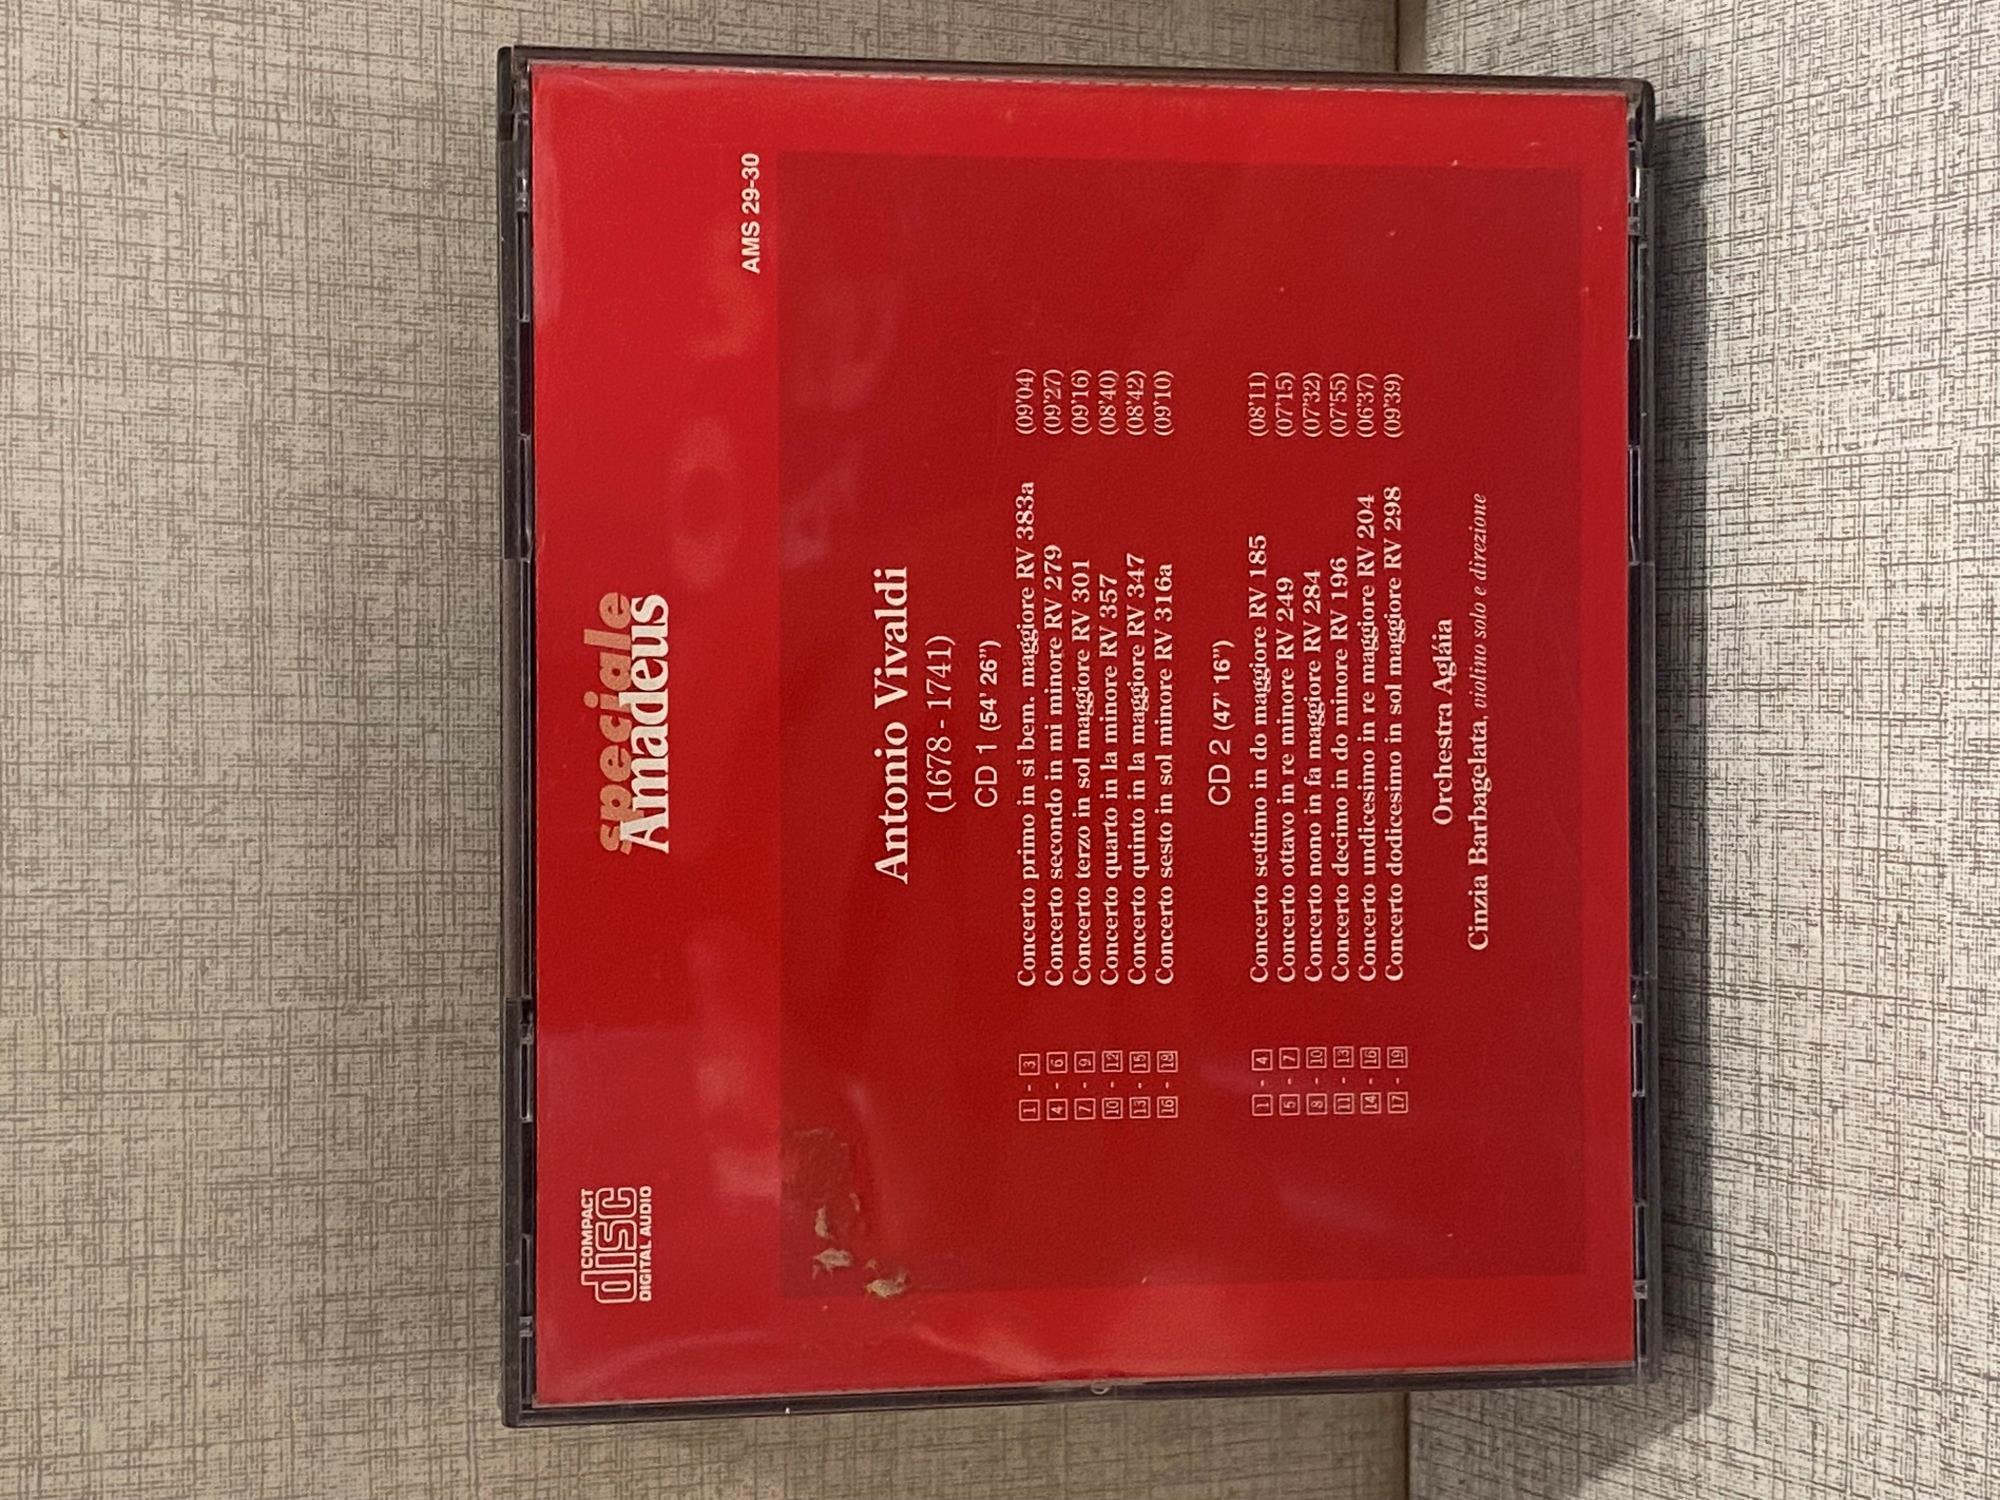 COMPACT
disc
DIGITAL AUDIO
speciale
Amadeus
AMS 29-30
Antonio Vivaldi
(1678 - 1741)
CD 1 (54' 26”)
1 - 3 Concerto primo in si bem. maggiore RV 383a (09'04)
4 - 6 Concerto secondo in mi minore RV 279 (09'27)
7 - 9 Concerto terzo in sol maggiore RV 301 (09'16)
10 - 12 Concerto quarto in la minore RV 357 (08'40)
13 - 15 Concerto quinto in la maggiore RV 347 (08'42)
16 - 18 Concerto sesto in sol minore RV 316a (09'10)
CD 2 (47' 16”)
1 - 4 Concerto settimo in do maggiore RV 185 (08'11)
5 - 7 Concerto ottavo in re minore RV 249 (07'15)
8 - 10 Concerto nono in fa maggiore RV 284 (07'32)
11 - 13 Concerto decimo in do minore RV 196 (07'55)
14 - 16 Concerto undicesimo in re maggiore RV 204 (06'37)
17 - 19 Concerto dodicesimo in sol maggiore RV 298 (09'39)
Orchestra Agláia
Cinzia Barbagelata, violino solo e direzione